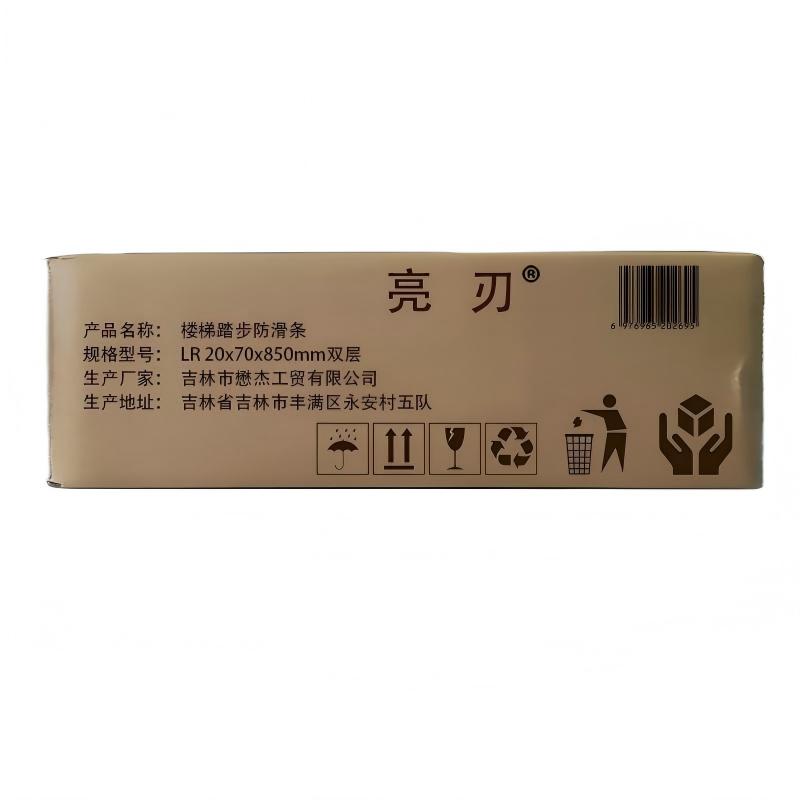 亮 刃®
6 976965 202695
产品名称： 楼梯踏步防滑条
规格型号： LR 20x70x850mm双层
生产厂家： 吉林市懋杰工贸有限公司
生产地址： 吉林省吉林市丰满区永安村五队